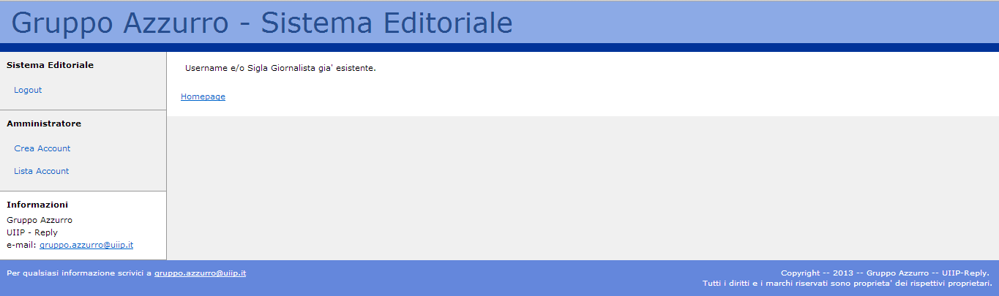 Gruppo Azzurro - Sistema Editoriale
Sistema Editoriale
Logout
Amministratore
Crea Account
Lista Account
Informazioni
Gruppo Azzurro
UIIP - Reply
e-mail: gruppo.azzurro@uiip.it
Username e/o Sigla Giornalista gia' esistente.
Homepage
Per qualsiasi informazione scrivici a gruppo.azzurro@uiip.it
Copyright -- 2013 -- Gruppo Azzurro -- UIIP-Reply.
Tutti i diritti e i marchi riservati sono proprieta' dei rispettivi proprietari.